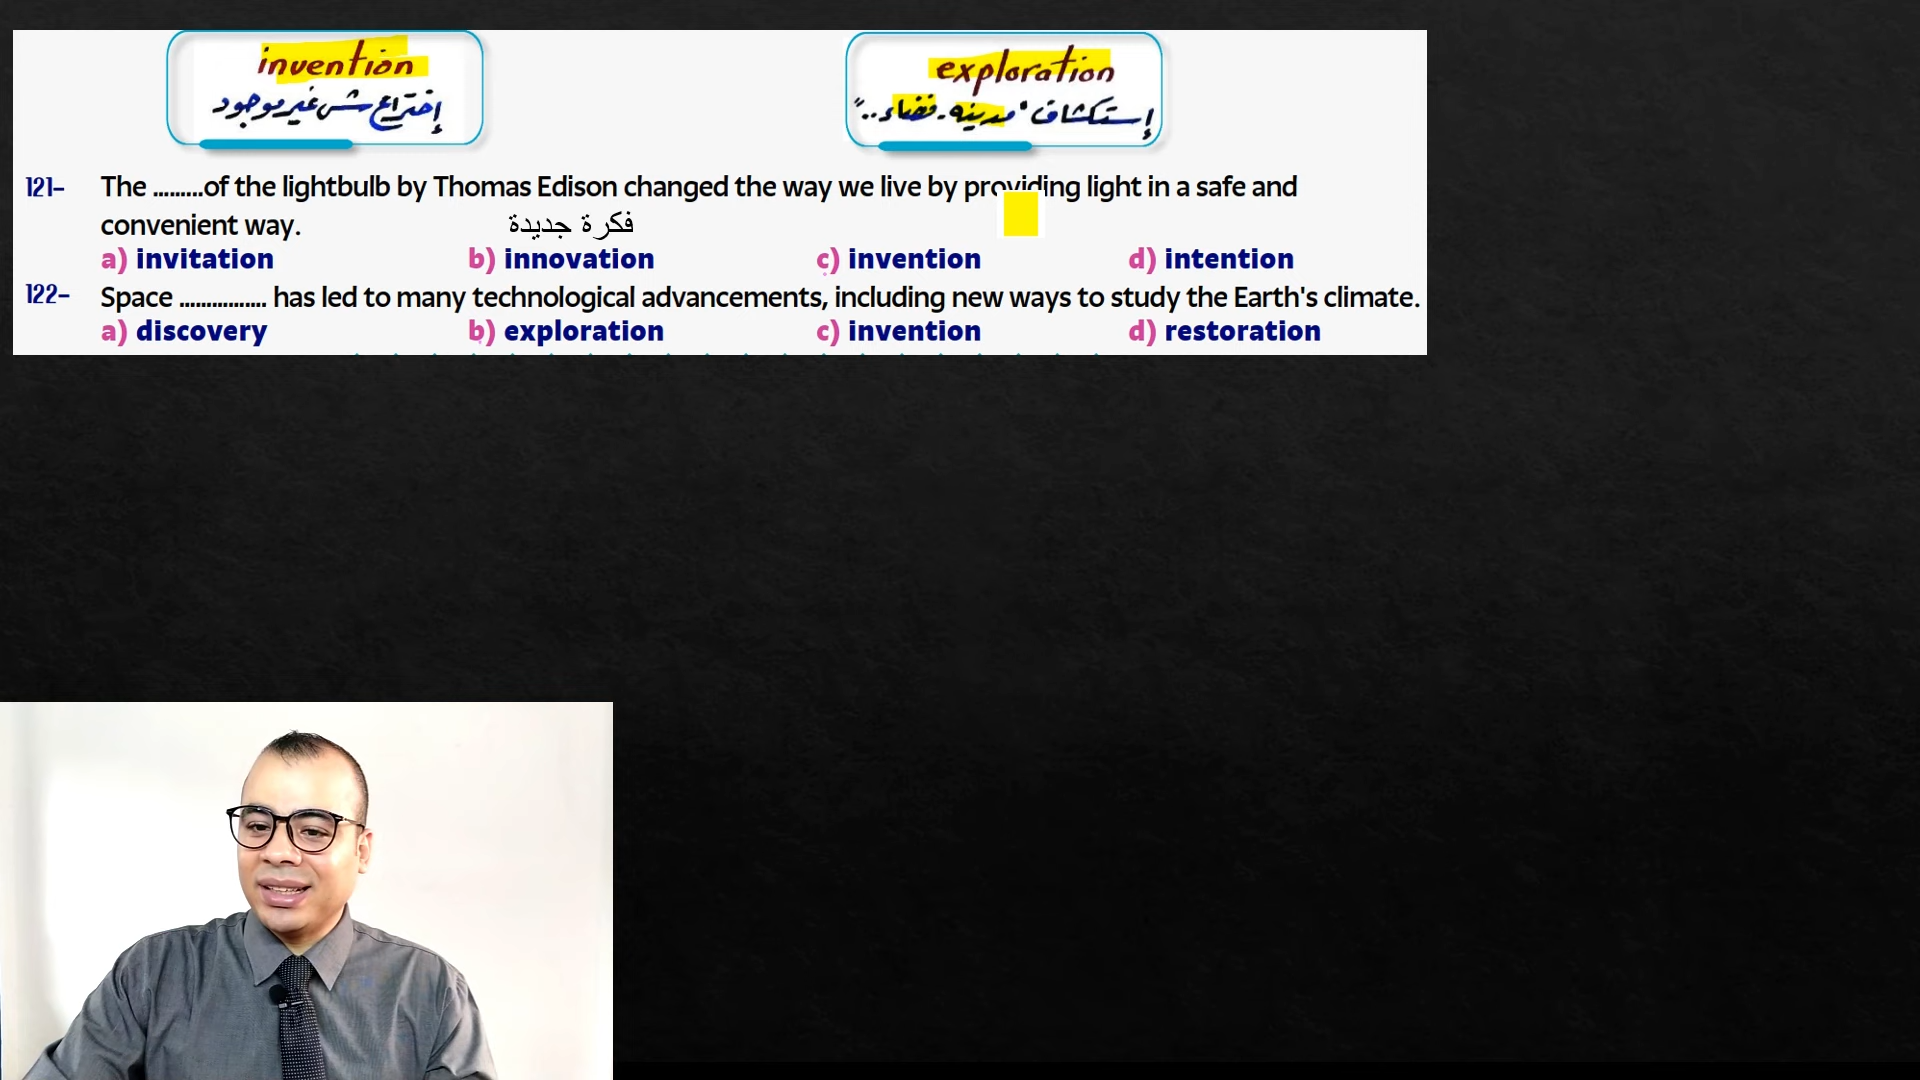 invention
إختراع شئ غير موجود
exploration
إستكشاف "مدينه - فضاء .."
121– The .........of the lightbulb by Thomas Edison changed the way we live by providing light in a safe and
convenient way.
فكرة جديدة
a) invitation b) innovation c) invention d) intention
122– Space ................ has led to many technological advancements, including new ways to study the Earth's climate.
a) discovery b) exploration c) invention d) restoration